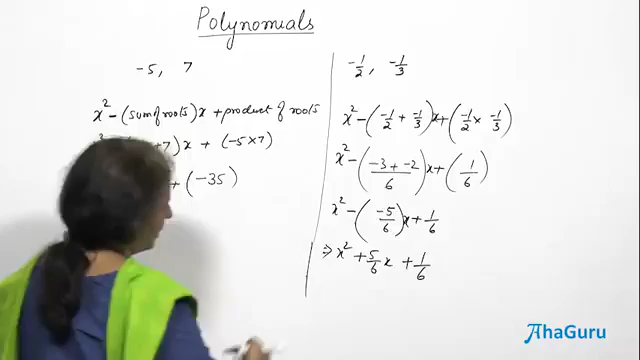 Polynomials
-5, 7
x² - (sum of roots)x + product of roots
+7) x + (-5×7)
+ (-35)
-1/2, -1/3
x² - (-1/2 + -1/3)x + (-1/2 × -1/3)
x² - (-3 + -2/6)x + (1/6)
x² - (-5/6)x + 1/6
⇒ x² + 5/6 x + 1/6
AhaGuru